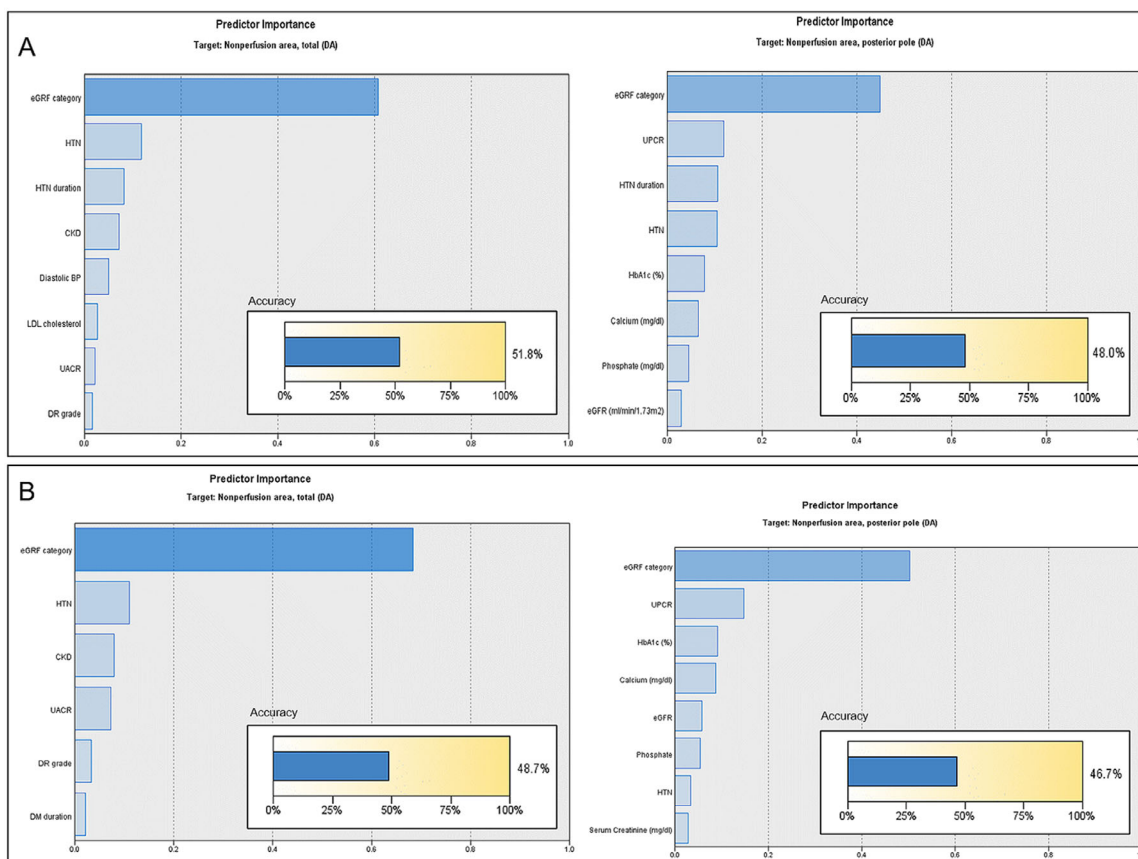 A
Predictor Importance
Target: Nonperfusion area, total (DA)
eGRF category
HTN
HTN duration
CKD
Diastolic BP
LDL cholesterol
UACR
DR grade
0.0 0.2 0.4 0.6 0.8 1.0
Accuracy
51.8%
0% 25% 50% 75% 100%
Predictor Importance
Target: Nonperfusion area, posterior pole (DA)
eGRF category
UPCR
HTN duration
HTN
HbA1c (%)
Calcium (mg/dl)
Phosphate (mg/dl)
eGFR (ml/min/1.73m2)
0.0 0.2 0.4 0.6 0.8 1.0
Accuracy
48.0%
0% 25% 50% 75% 100%
B
Predictor Importance
Target: Nonperfusion area, total (DA)
eGRF category
HTN
CKD
UACR
DR grade
DM duration
0.0 0.2 0.4 0.6 0.8 1.0
Accuracy
48.7%
0% 25% 50% 75% 100%
Predictor Importance
Target: Nonperfusion area, posterior pole (DA)
eGRF category
UPCR
HbA1c (%)
Calcium (mg/dl)
eGFR
Phosphate
HTN
Serum Creatinine (mg/dl)
0.0 0.2 0.4 0.6 0.8
Accuracy
46.7%
0% 25% 50% 75% 100%